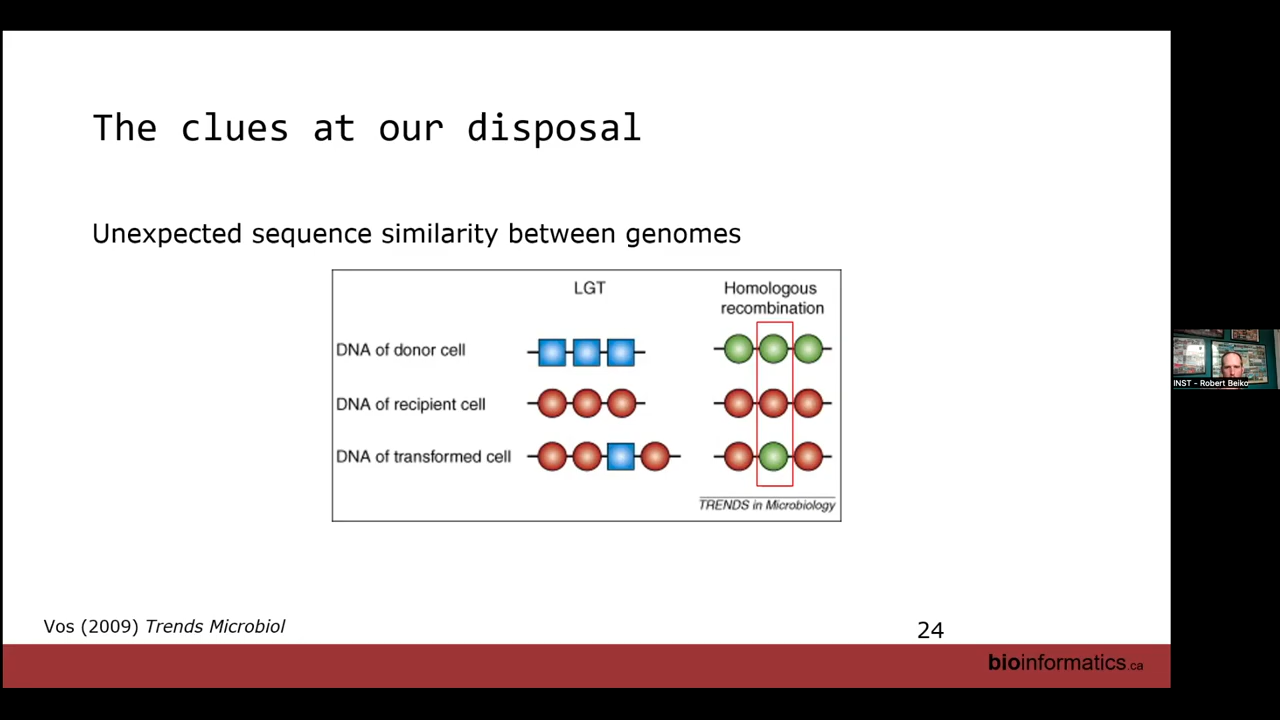 The clues at our disposal
Unexpected sequence similarity between genomes
LGT
Homologous
recombination
DNA of donor cell
DNA of recipient cell
DNA of transformed cell
TRENDS in Microbiology
Vos (2009) Trends Microbiol
24
bioinformatics.ca
INST - Robert Beiko